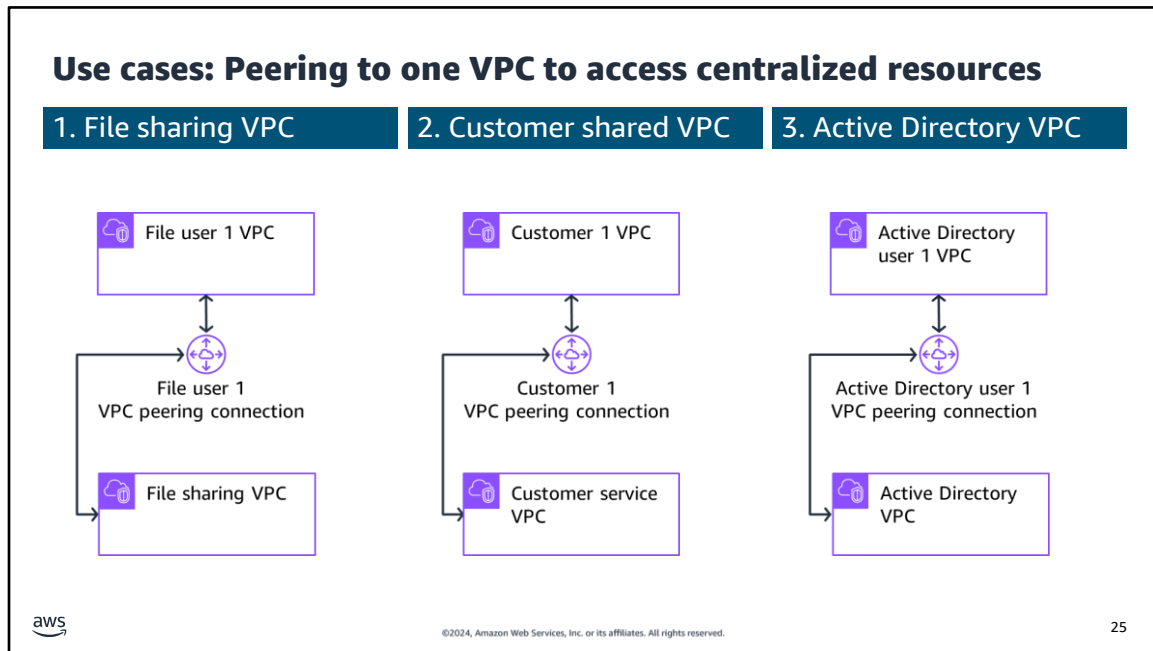 Use cases: Peering to one VPC to access centralized resources
1. File sharing VPC
2. Customer shared VPC
3. Active Directory VPC
File user 1 VPC
File user 1
VPC peering connection
File sharing VPC
Customer 1 VPC
Customer 1
VPC peering connection
Customer service
VPC
Active Directory
user 1 VPC
Active Directory user 1
VPC peering connection
Active Directory
VPC
aws
©2024, Amazon Web Services, Inc. or its affiliates. All rights reserved.
25